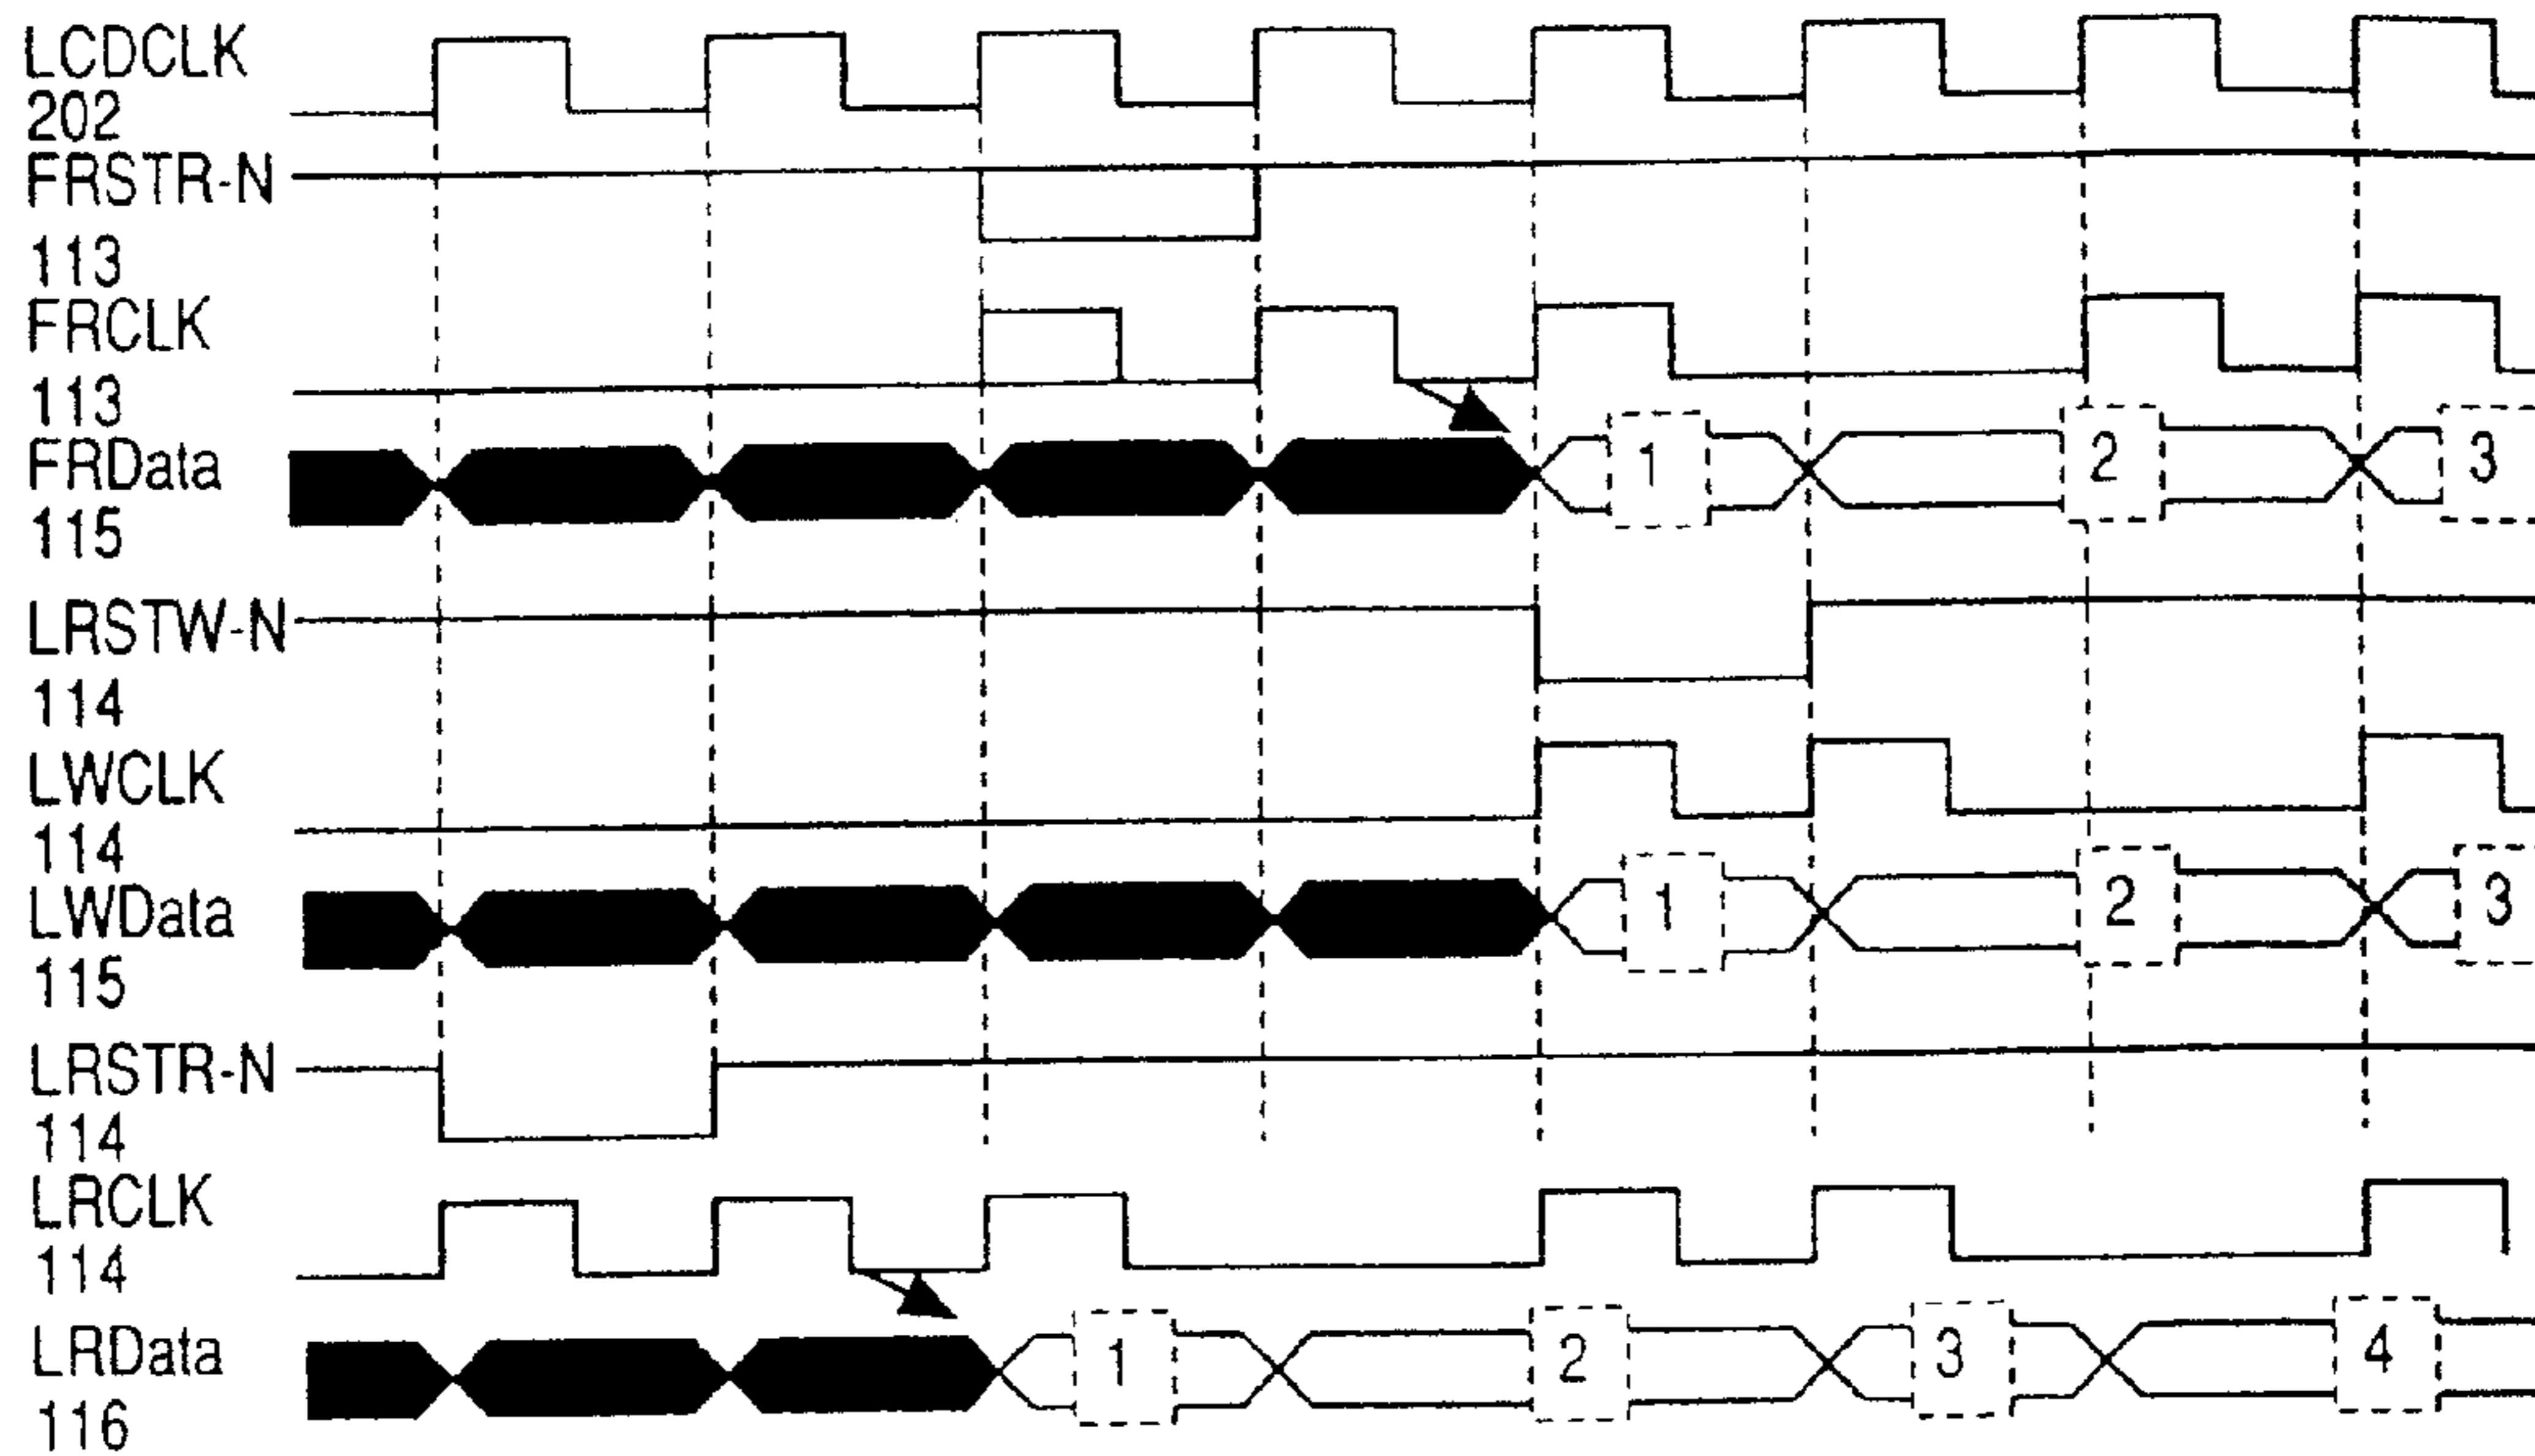 LCDCLK
202
FRSTR-N
113
FRCLK
113
FRData 1 2 3
115
LRSTW-N
114
LWCLK
114
LWData 1 2 3
115
LRSTR-N
114
LRCLK
114
LRData 1 2 3 4
116